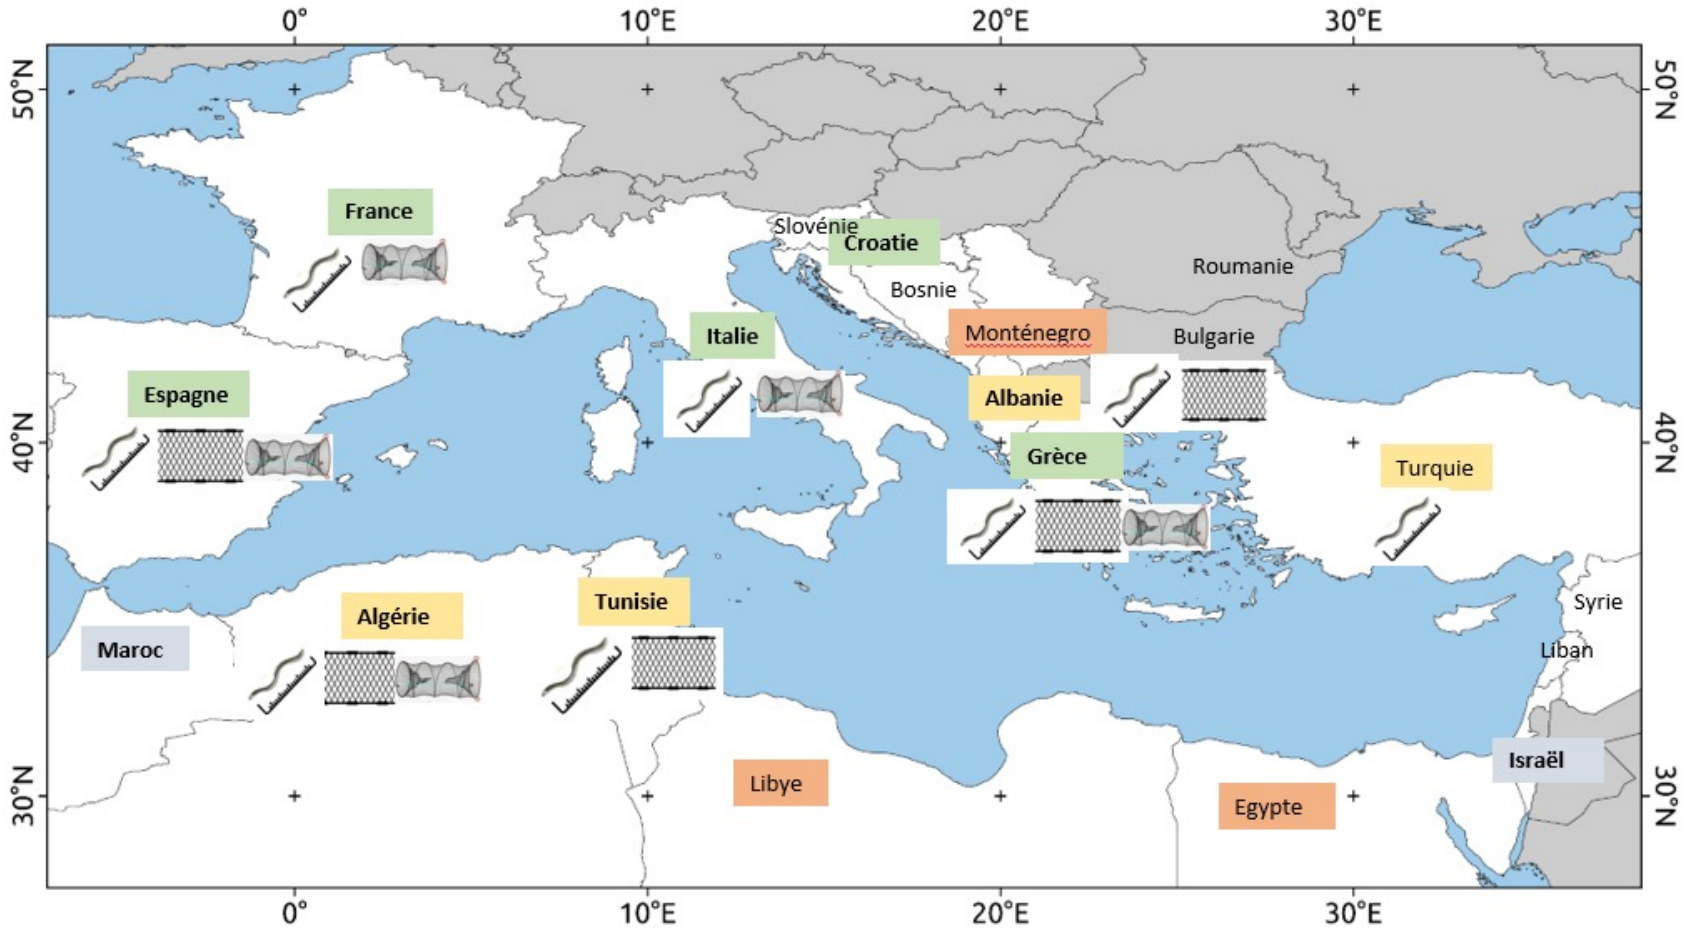 0° 10°E 20°E 30°E
50°N 50°N
France
Slovénie
Croatie
Roumanie
Bosnie
Monténegro
Bulgarie
Italie
Espagne
Albanie
40°N 40°N
Grèce
Turquie
Algérie
Tunisie
Syrie
Maroc
Liban
Israël
Libye
30°N 30°N
Egypte
0° 10°E 20°E 30°E